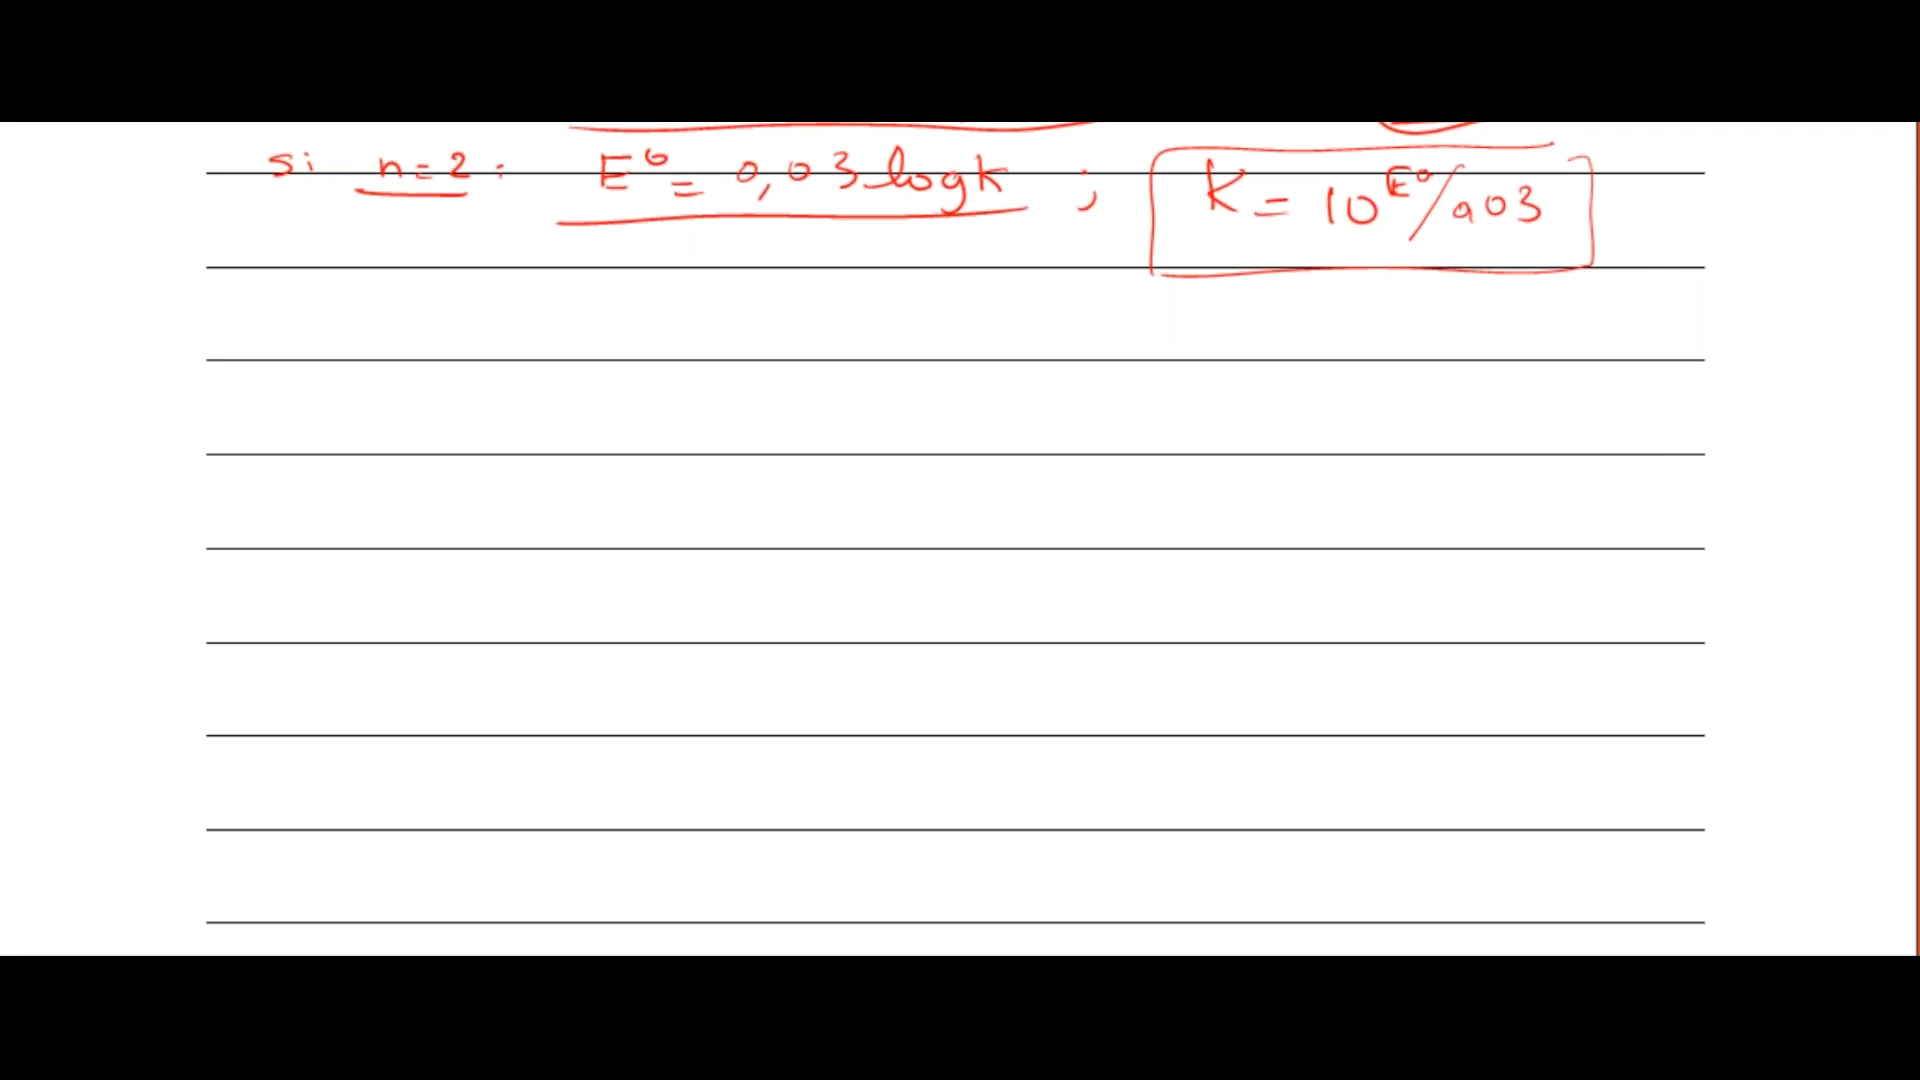 si n=2: E° = 0,03 log K ; K = 10^E°/0,03